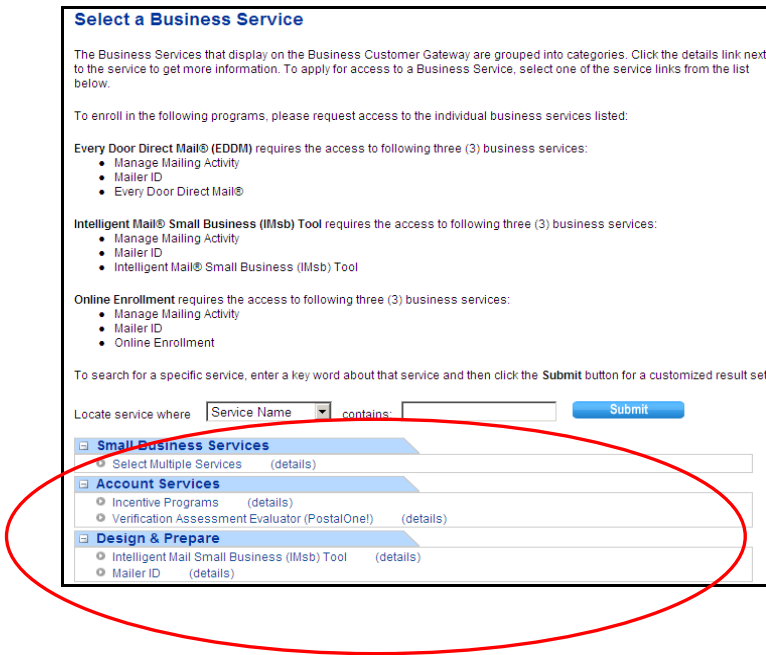 Select a Business Service
The Business Services that display on the Business Customer Gateway are grouped into categories. Click the details link next
to the service to get more information. To apply for access to a Business Service, select one of the service links from the list
below.
To enroll in the following programs, please request access to the individual business services listed:
Every Door Direct Mail® (EDDM) requires the access to following three (3) business services:
• Manage Mailing Activity
• Mailer ID
• Every Door Direct Mail®
Intelligent Mail® Small Business (IMsb) Tool requires the access to following three (3) business services:
• Manage Mailing Activity
• Mailer ID
• Intelligent Mail® Small Business (IMsb) Tool
Online Enrollment requires the access to following three (3) business services:
• Manage Mailing Activity
• Mailer ID
• Online Enrollment
To search for a specific service, enter a key word about that service and then click the Submit button for a customized result set
Locate service where Service Name contains: Submit
Small Business Services
Select Multiple Services (details)
Account Services
Incentive Programs (details)
Verification Assessment Evaluator (PostalOne!) (details)
Design & Prepare
Intelligent Mail Small Business (IMsb) Tool (details)
Mailer ID (details)